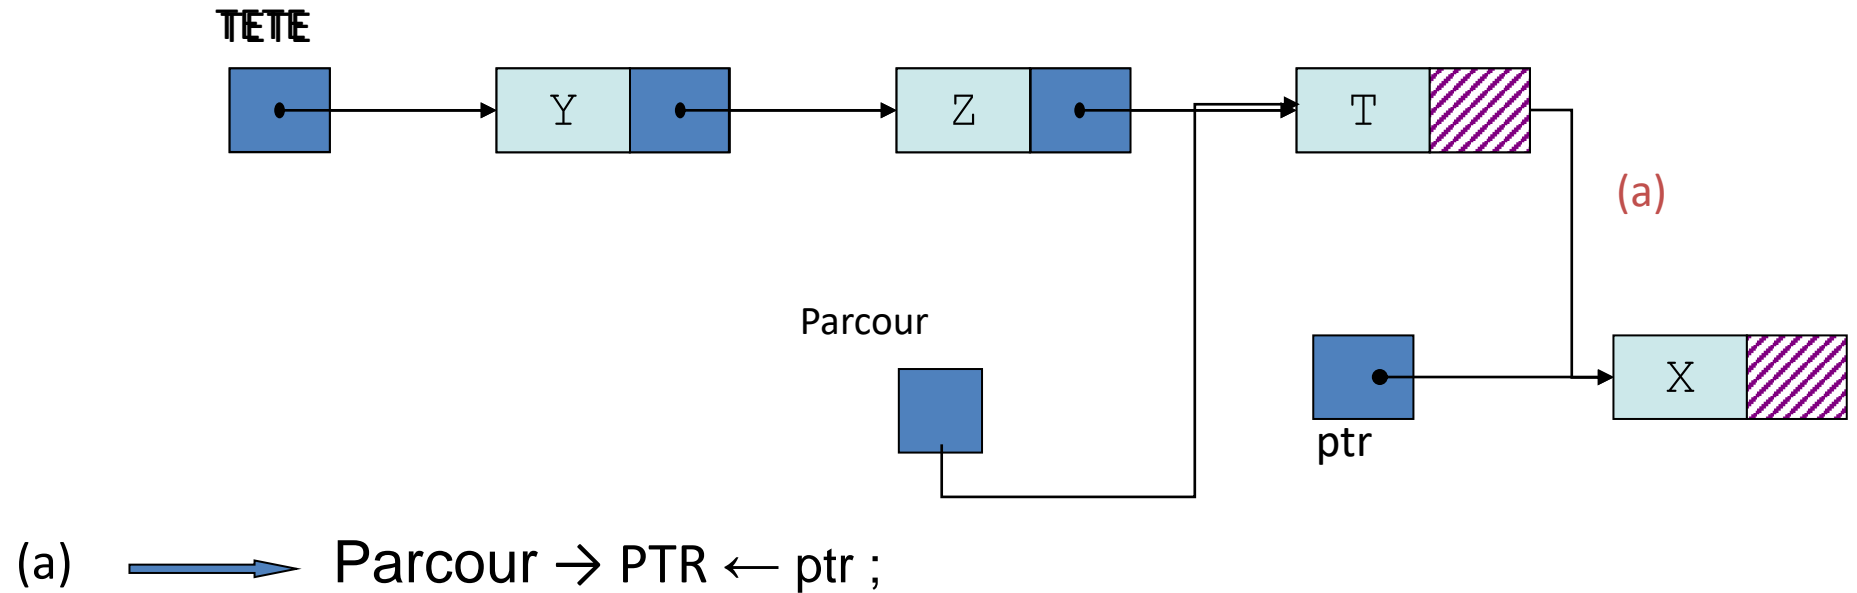 TETE
Y Z T
(a)
Parcour
X
ptr
(a) Parcour → PTR ← ptr ;